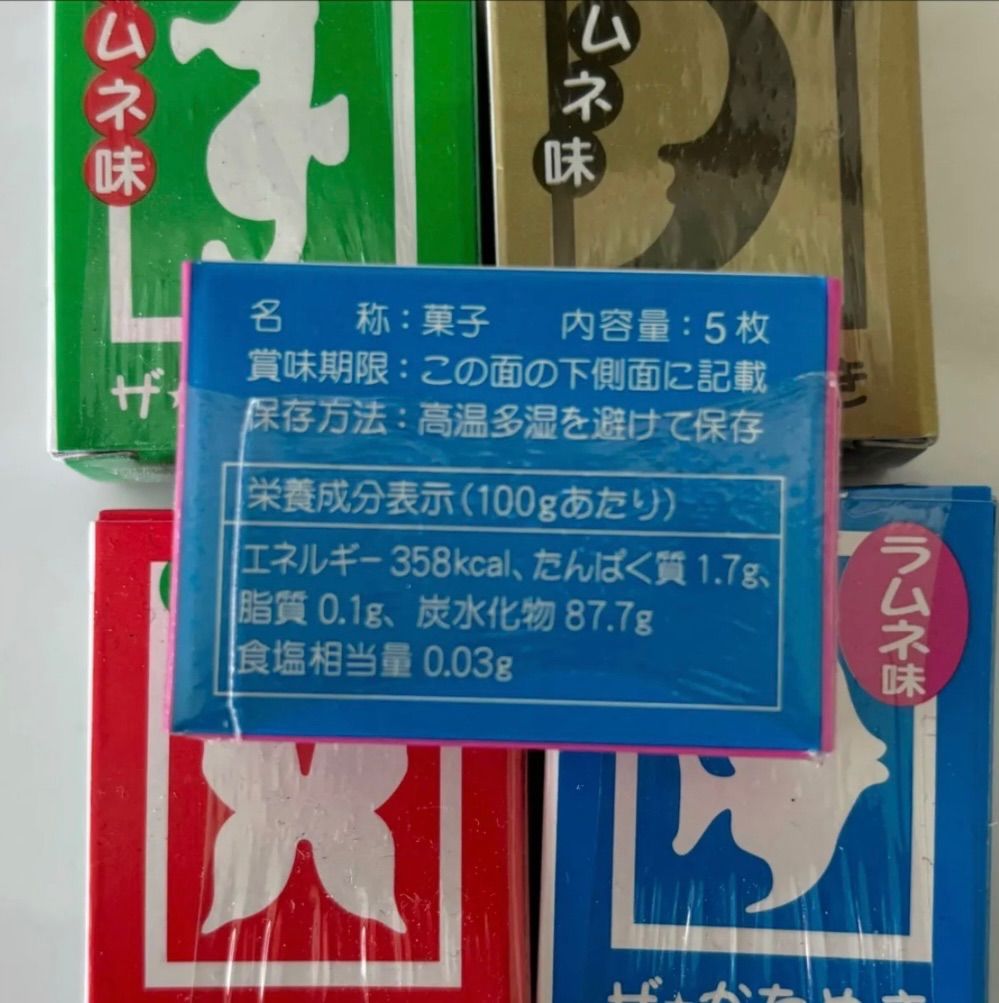 ムネ味
ムネ味
名　称：菓子　内容量：5枚
賞味期限：この面の下側面に記載
保存方法：高温多湿を避けて保存
栄養成分表示(100gあたり)
エネルギー 358kcal、たんぱく質 1.7g、
脂質 0.1g、炭水化物 87.7g
食塩相当量 0.03g
ザ
き
ラムネ味